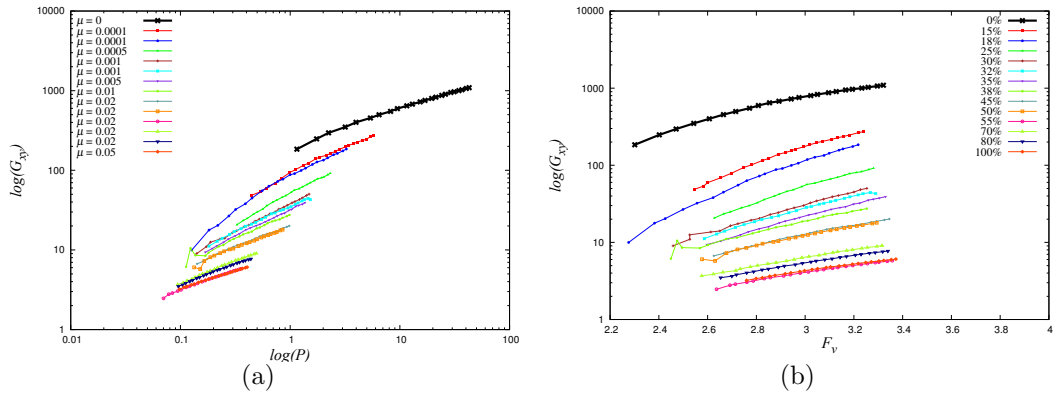 10000
1000
100
10
1
0.01
0.1
1
10
100
log(G_xy)
log(P)
μ = 0
μ = 0.0001
μ = 0.0001
μ = 0.0005
μ = 0.001
μ = 0.001
μ = 0.005
μ = 0.01
μ = 0.02
μ = 0.02
μ = 0.02
μ = 0.02
μ = 0.02
μ = 0.05
(a)
10000
1000
100
10
1
2.2
2.4
2.6
2.8
3
3.2
3.4
3.6
3.8
4
log(G_xy)
F_v
0%
15%
18%
25%
30%
32%
35%
38%
45%
50%
55%
70%
80%
100%
(b)